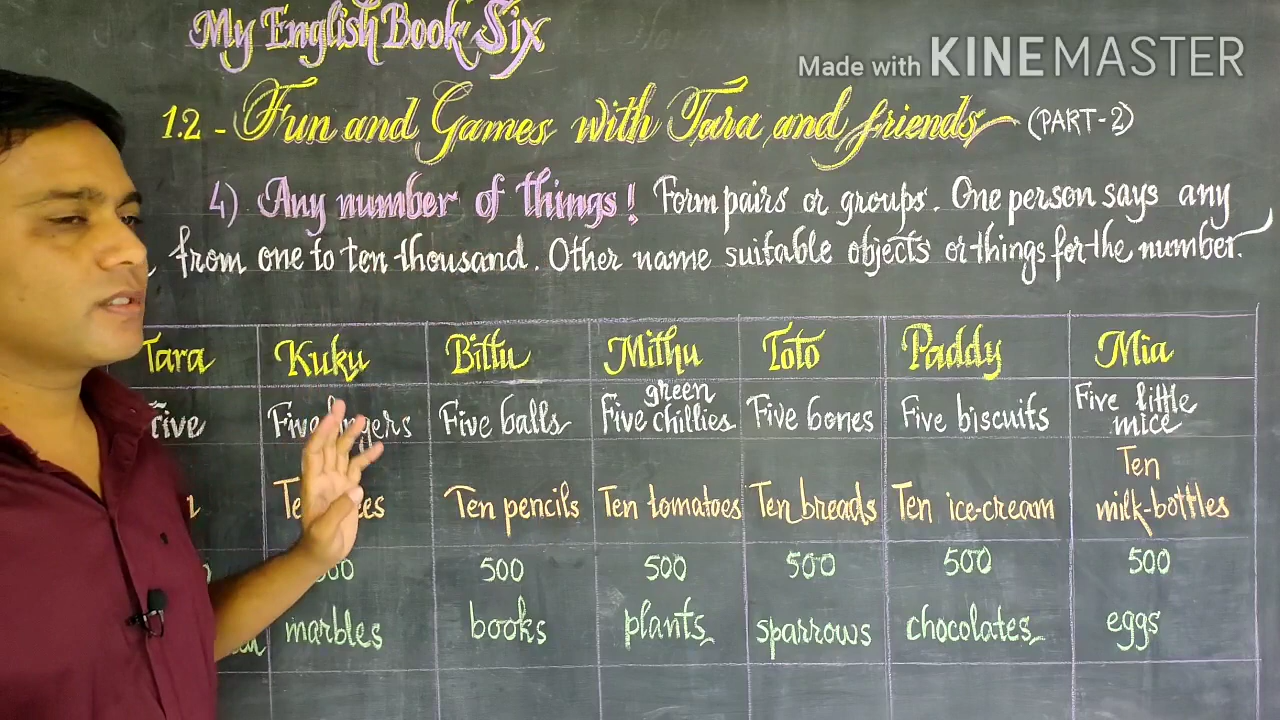 My English Book Six
Made with KINEMASTER
1.2 - Fun and Games with Tara and friends (PART-2)
4) Any number of things! Form pairs or groups. One person says any
from one to ten thousand. Other name suitable objects or things for the number.
Tara Kuku Bittu Mithu Toto Paddy Mia
Five Five balls Five green chillies Five bones Five biscuits Five little mice
Ten pencils Ten tomatoes Ten breads Ten ice-cream Ten milk-bottles
500 500 500 500 500
marbles books plants sparrows chocolates eggs